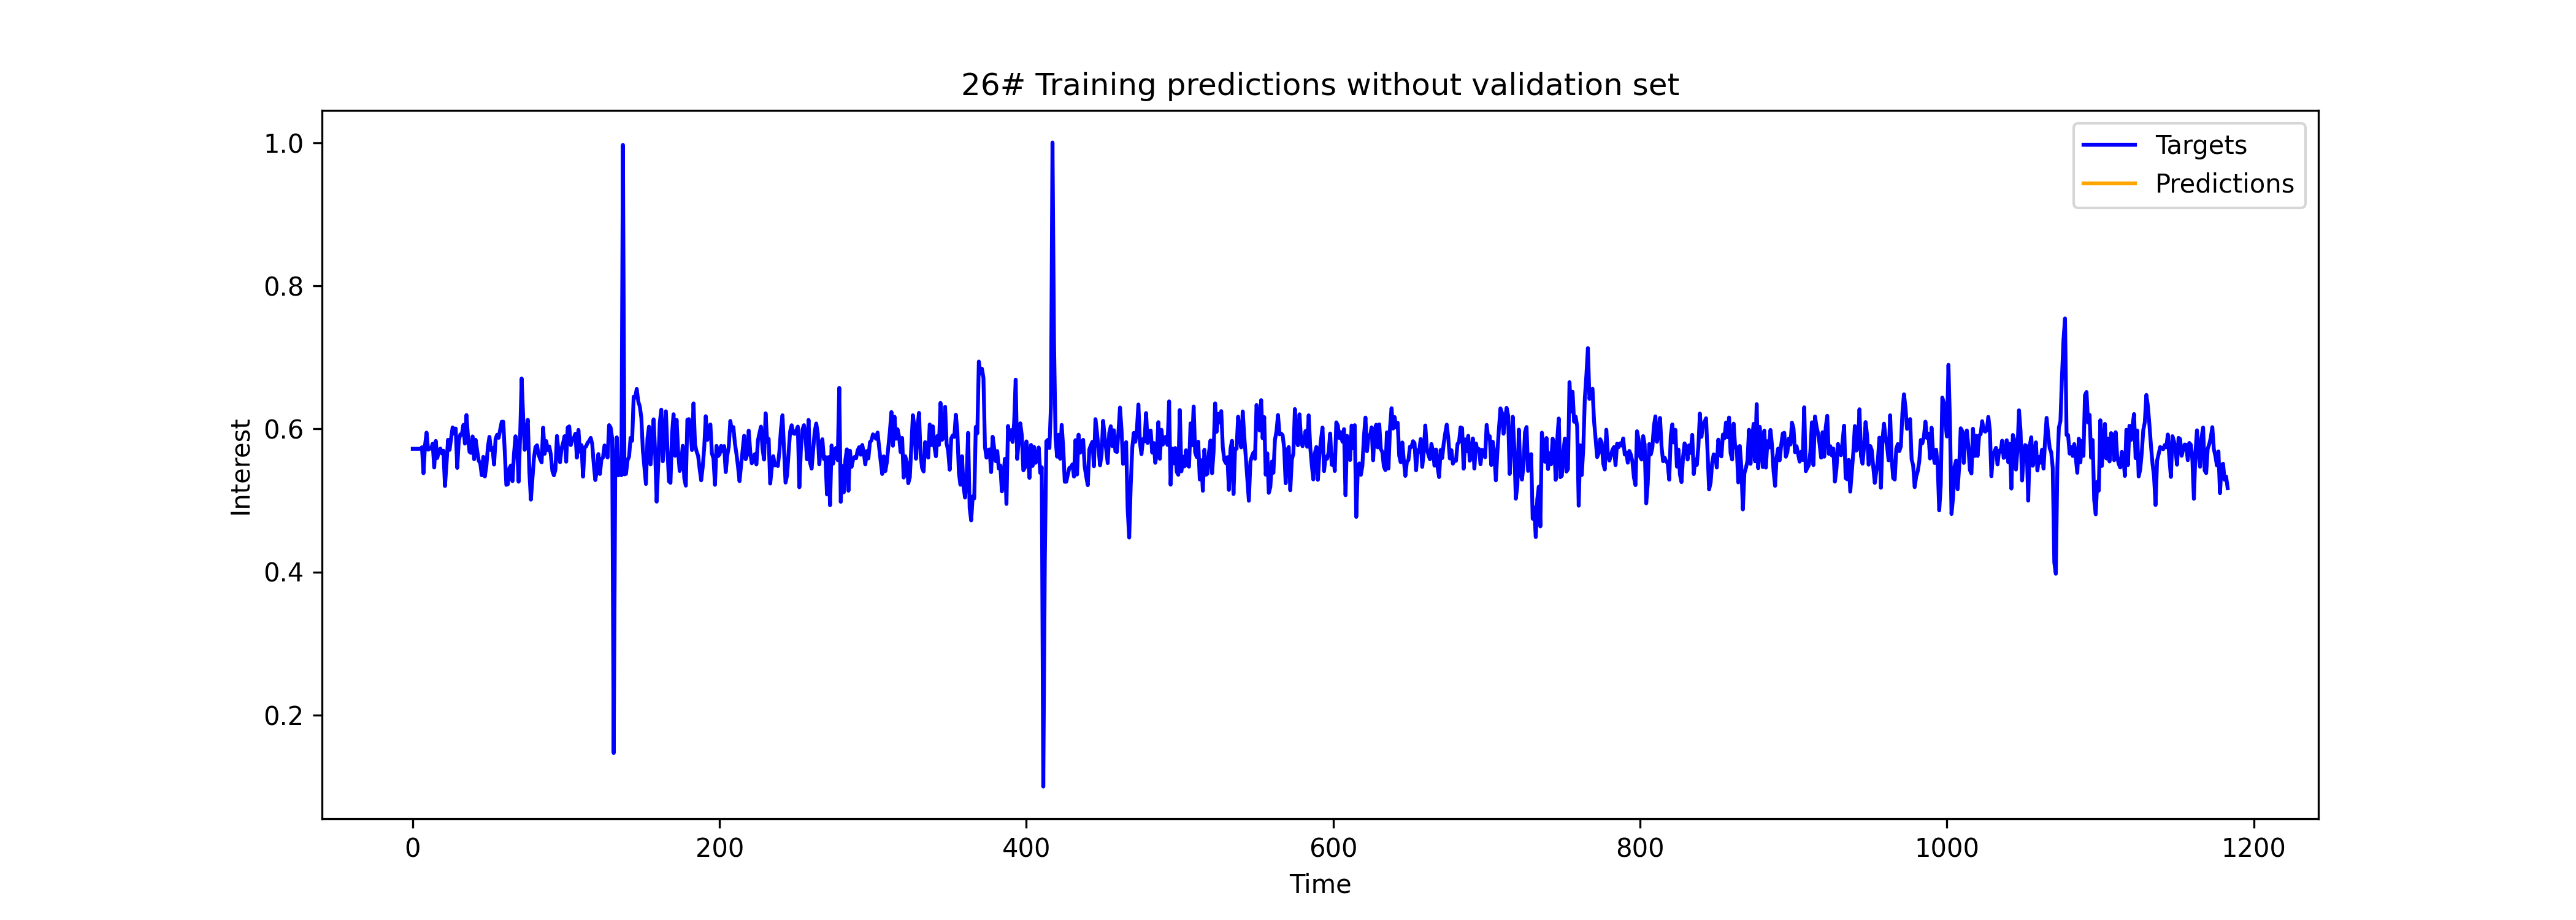 26# Training predictions without validation set
Targets
Predictions
1.0
0.8
0.6
0.4
0.2
Interest
0 200 400 600 800 1000 1200
Time